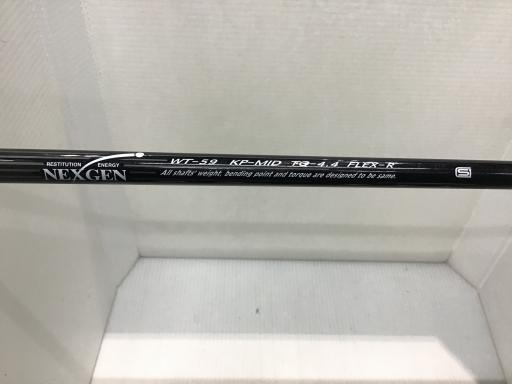 RESTITUTION ENERGY
NEXGEN
WT-59 KP-MID TQ-4.4 FLEX-R
All shafts' weight, bending point and torque are designed to be same.
S